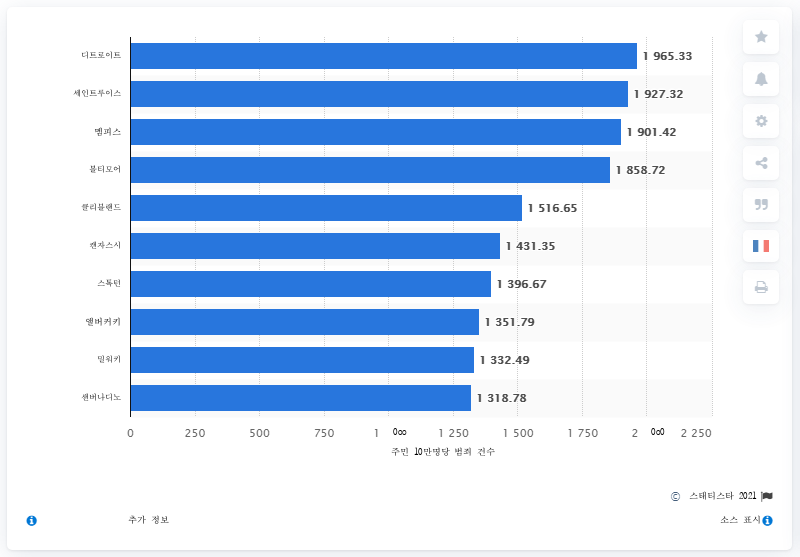 디트로이트 1 965.33
세인트루이스 1 927.32
멤피스 1 901.42
볼티모어 1 858.72
클리블랜드 1 516.65
캔자스시 1 431.35
스톡턴 1 396.67
앨버커키 1 351.79
밀워키 1 332.49
샌버나디노 1 318.78
0 250 500 750 1 000 1 250 1 500 1 750 2 000 2 250
주민 10만명당 범죄 건수
© 스태티스타 2021
추가 정보 소스 표시